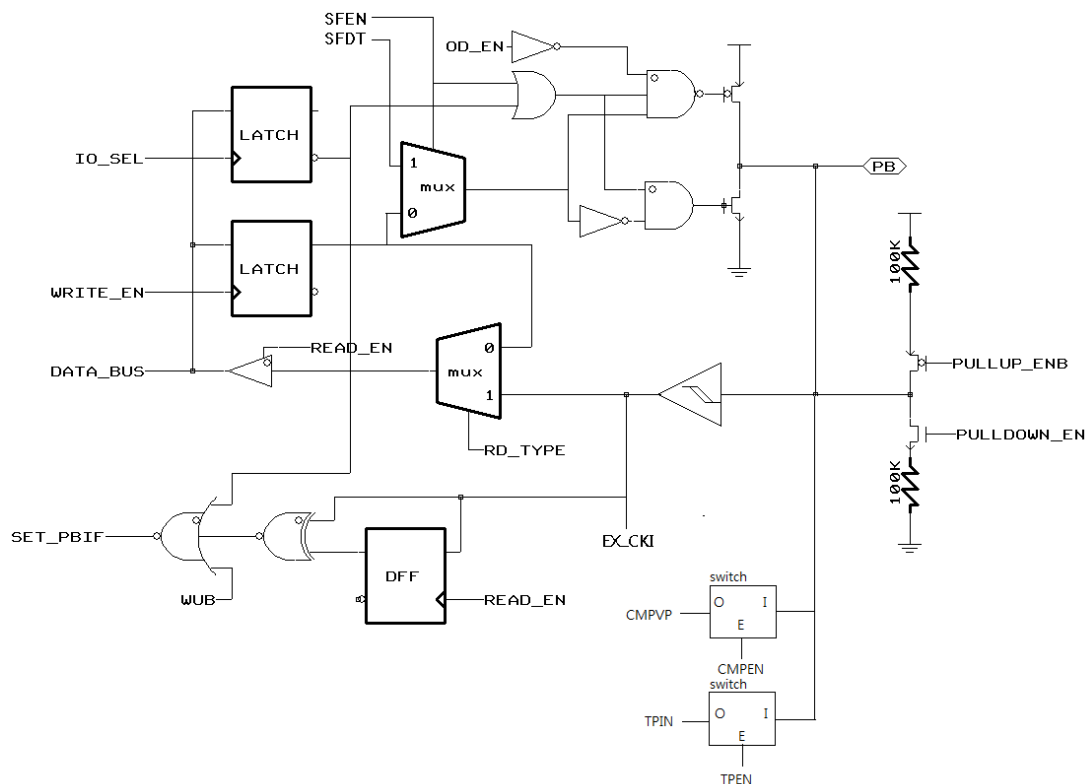 SFEN
SFDT
OD_EN
LATCH
IO_SEL
1
mux
0
PB
LATCH
WRITE_EN
100K
READ_EN
DATA_BUS
0
mux
1
PULLUP_ENB
RD_TYPE
PULLDOWN_EN
100K
SET_PBIF
EX_CKI
DFF
WUB
READ_EN
switch
O I
E
CMPVP
CMPEN
switch
O I
E
TPIN
TPEN